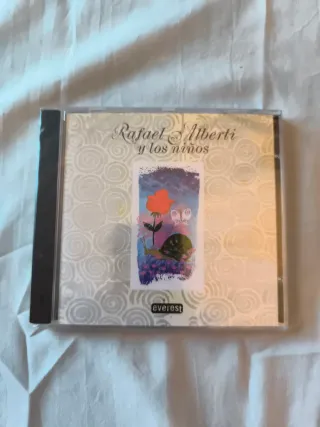 Rafael Alberti
y los niños
everest